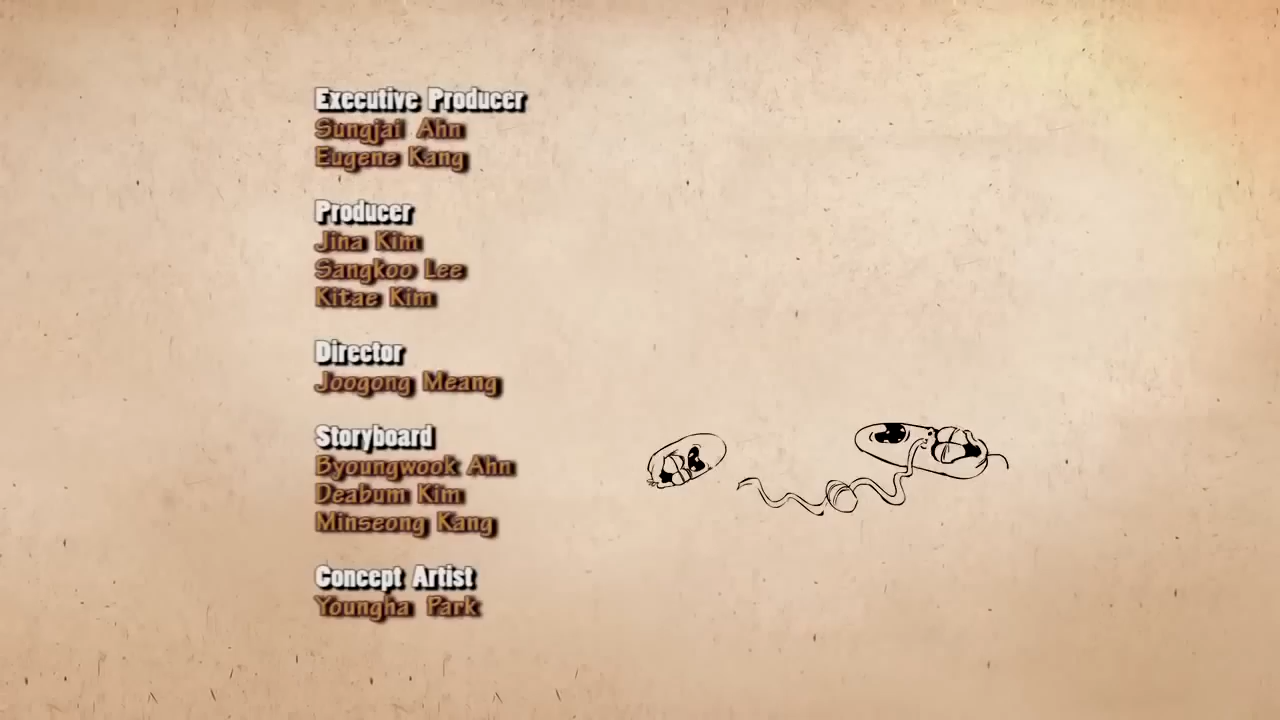 Executive Producer
Sungjai Ahn
Eugene Kang
Producer
Jina Kim
Sangkoo Lee
Kitae Kim
Director
Joogong Meang
Storyboard
Byoungwook Ahn
Deabum Kim
Minseong Kang
Concept Artist
Youngha Park